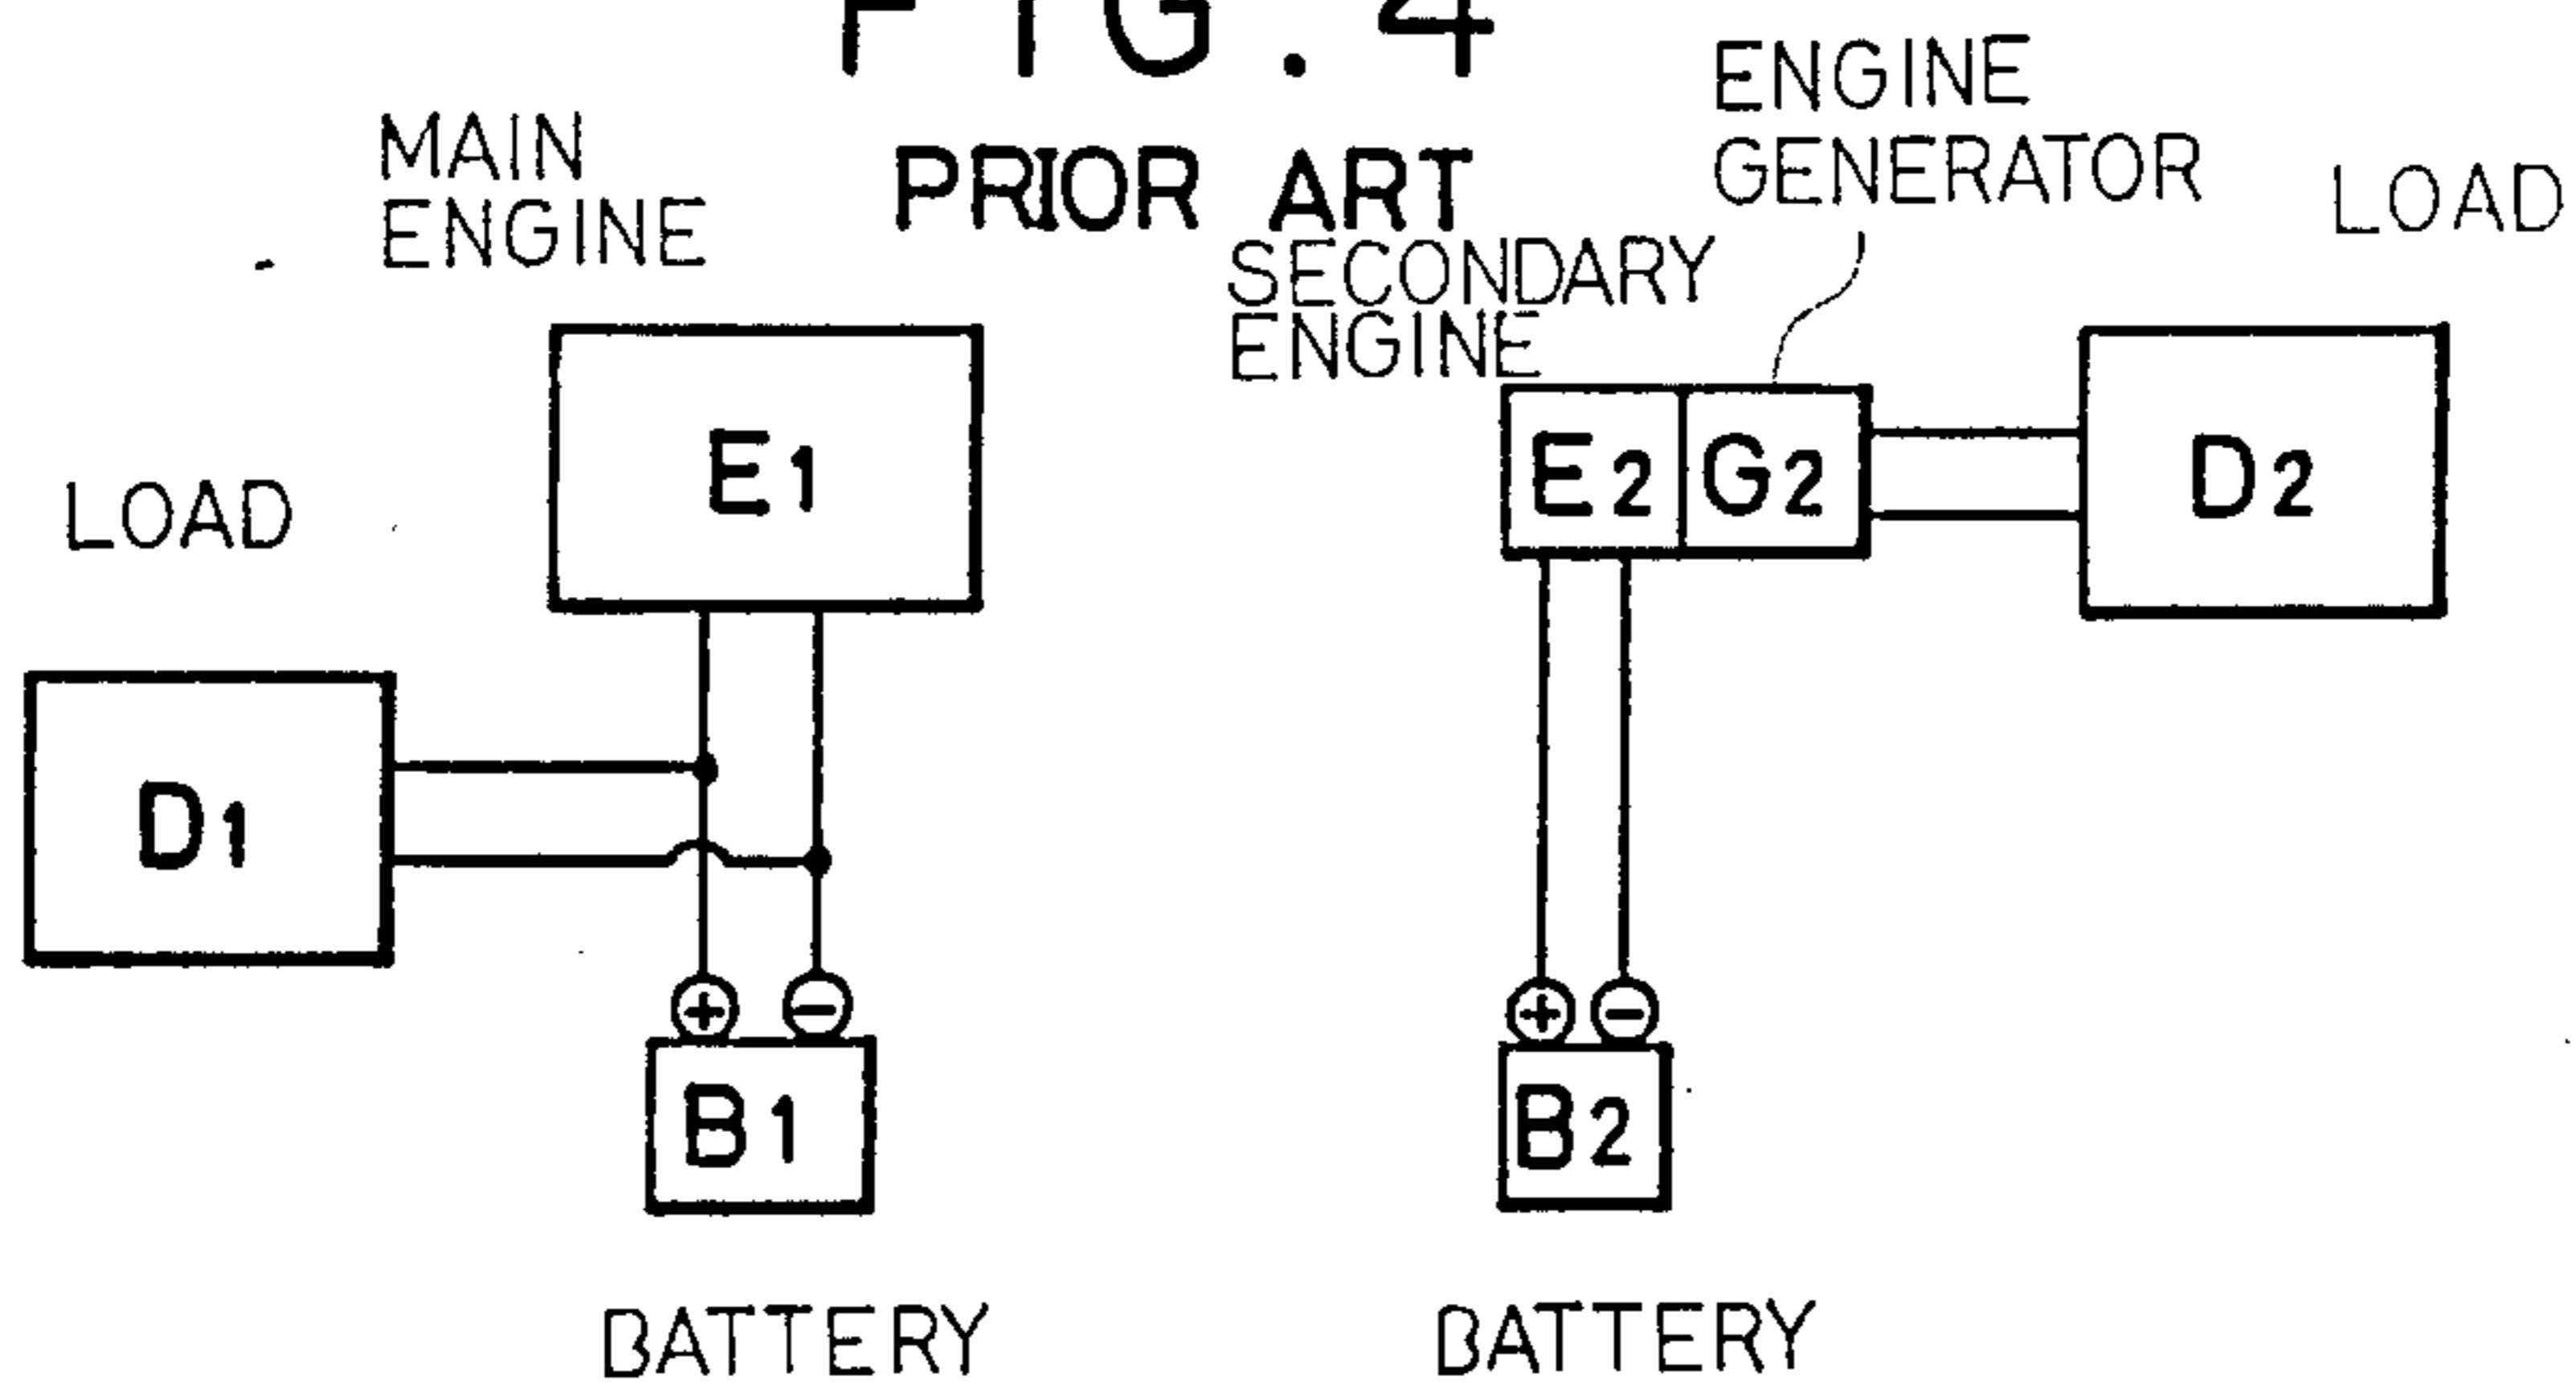 FIG. 4
PRIOR ART
MAIN
ENGINE
SECONDARY
ENGINE
ENGINE
GENERATOR
LOAD
LOAD
E1
E2
G2
D2
D1
+
−
+
−
B1
B2
BATTERY
BATTERY